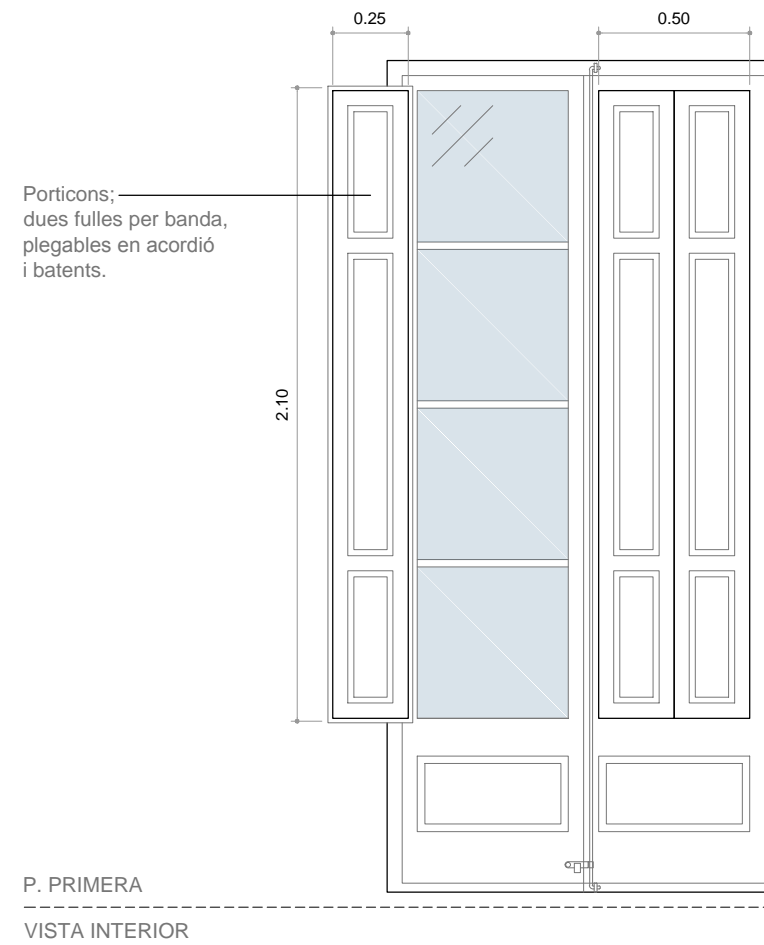 0.25
0.50
Porticons;
dues fulles per banda,
plegables en acordió
i batents.
2.10
P. PRIMERA
VISTA INTERIOR